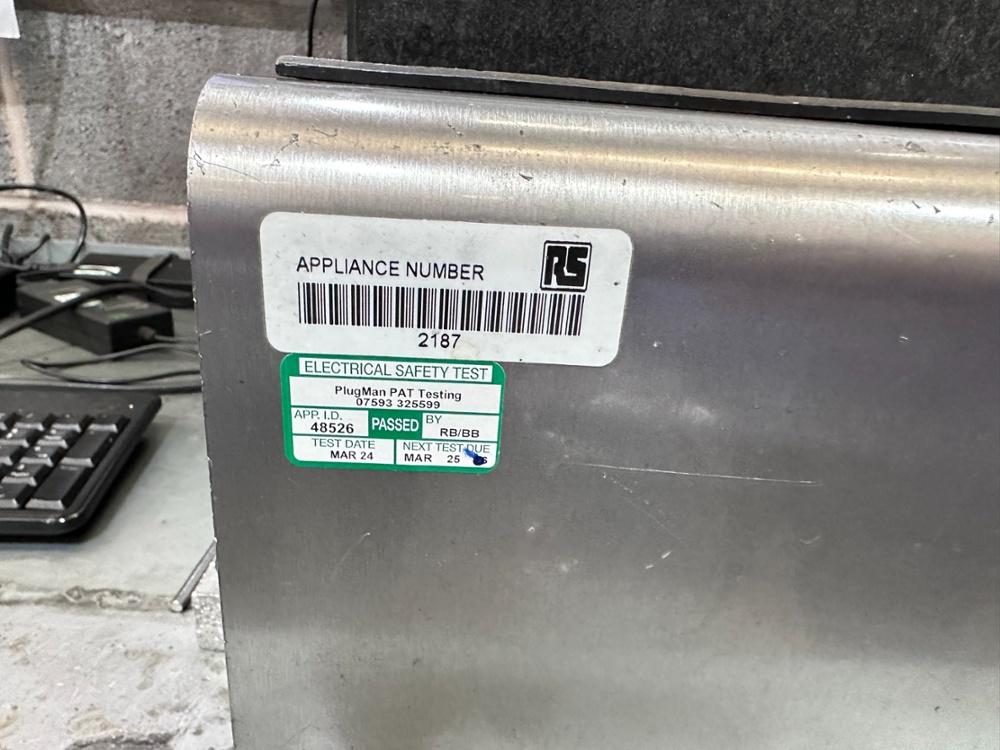 RS
APPLIANCE NUMBER
2187
ELECTRICAL SAFETY TEST
PlugMan PAT Testing
07593 325599
APP. I.D.
48526
PASSED
BY
RB/BB
TEST DATE
MAR 24
NEXT TEST DUE
MAR 25